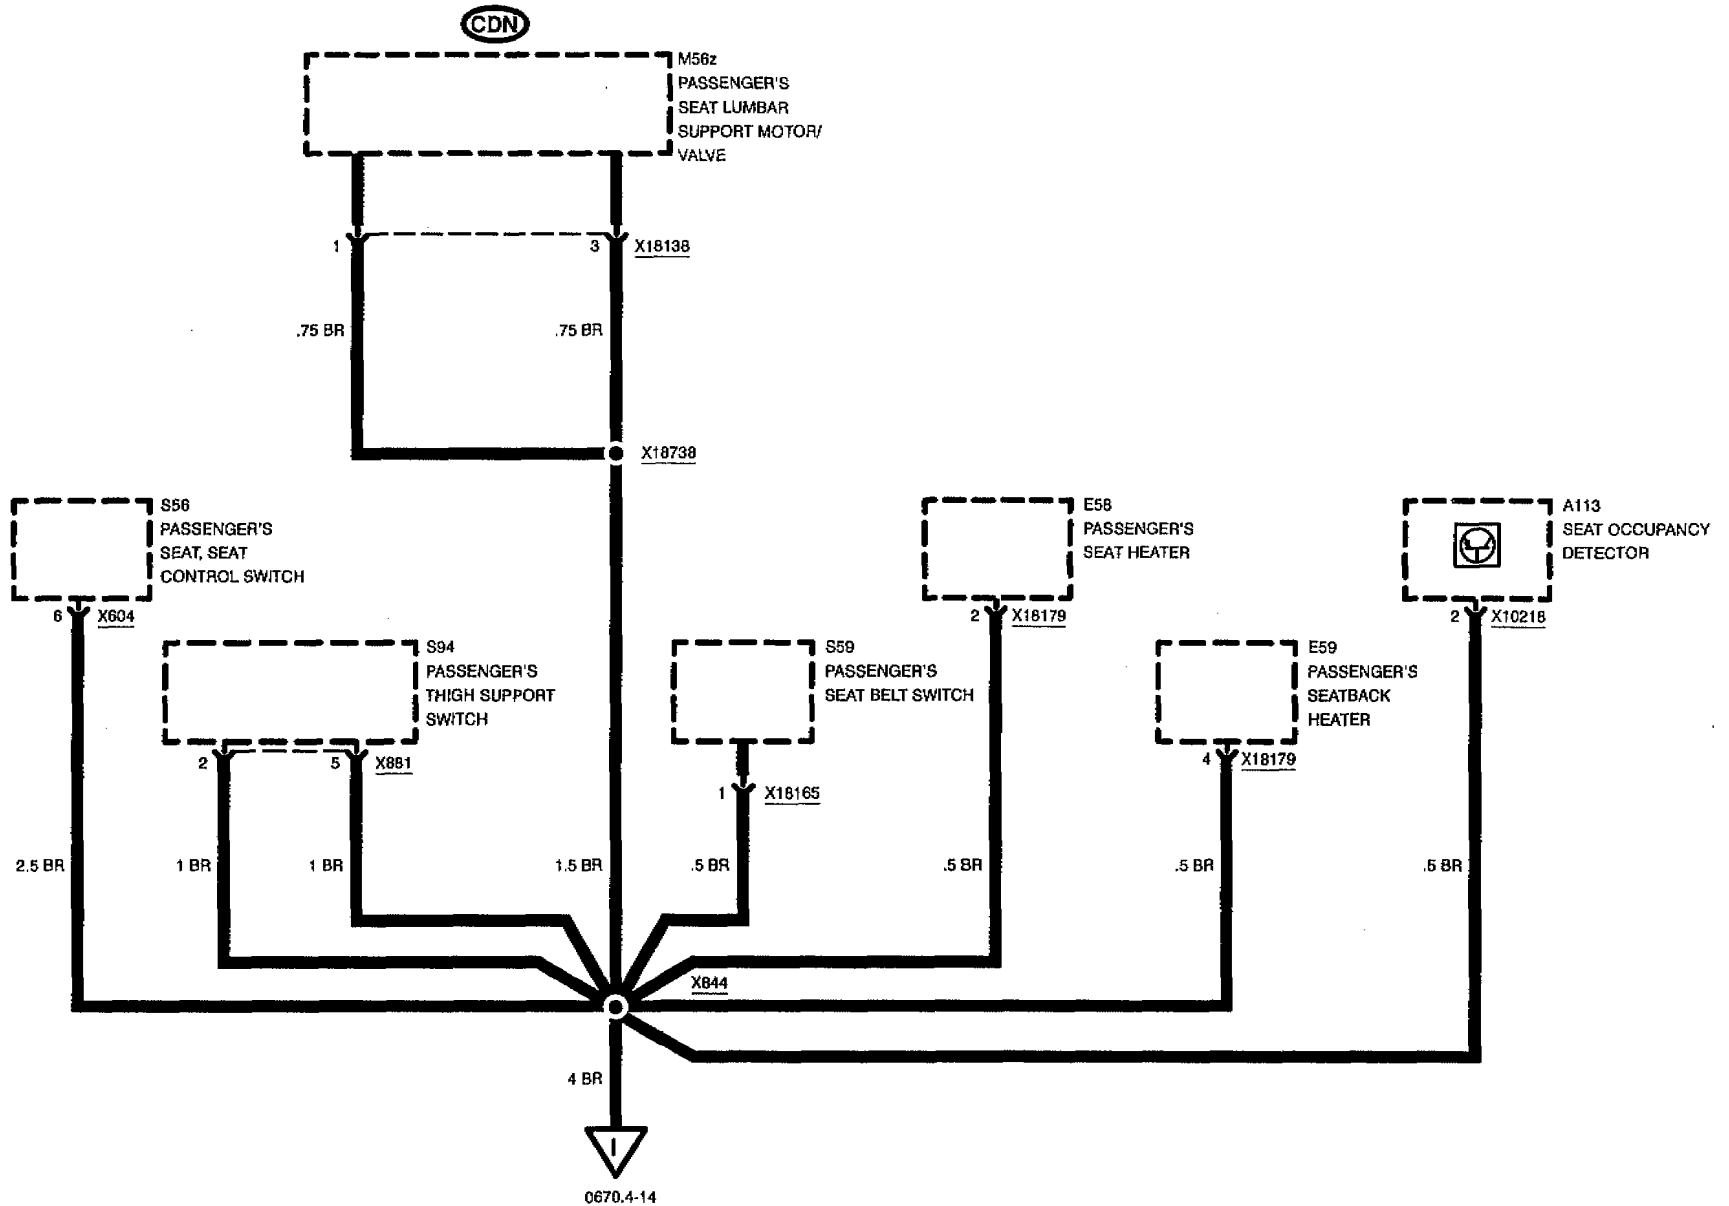 CDN
M56z
PASSENGER'S
SEAT LUMBAR
SUPPORT MOTOR/
VALVE
1
3
X18138
.75 BR
.75 BR
X18738
S56
PASSENGER'S
SEAT, SEAT
CONTROL SWITCH
6
X604
S94
PASSENGER'S
THIGH SUPPORT
SWITCH
2
5
X881
S59
PASSENGER'S
SEAT BELT SWITCH
1
X18165
E58
PASSENGER'S
SEAT HEATER
2
X18179
E59
PASSENGER'S
SEATBACK
HEATER
4
X18179
A113
SEAT OCCUPANCY
DETECTOR
2
X10218
2.5 BR
1 BR
1 BR
1.5 BR
.5 BR
.5 BR
.5 BR
.5 BR
X844
4 BR
I
0670.4-14